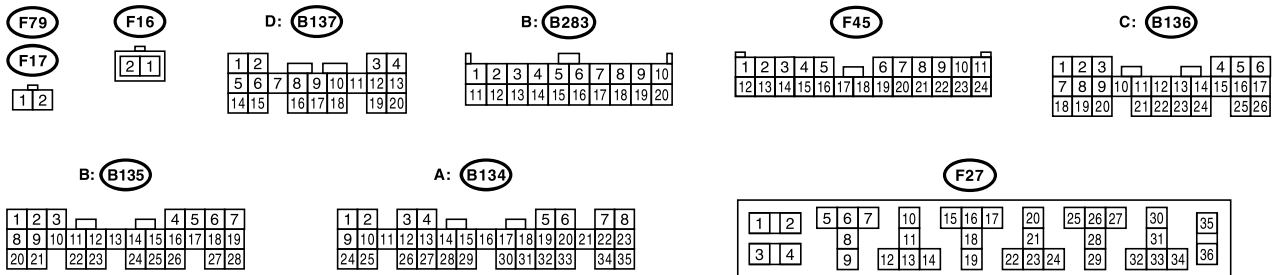 F79
F16
D: B137
B: B283
F45
C: B136
F17
2 1
1 2
1 2 3 4
5 6 7 8 9 10 11 12 13
14 15 16 17 18 19 20
1 2 3 4 5 6 7 8 9 10
11 12 13 14 15 16 17 18 19 20
1 2 3 4 5 6 7 8 9 10 11
12 13 14 15 16 17 18 19 20 21 22 23 24
1 2 3 4 5 6
7 8 9 10 11 12 13 14 15 16 17
18 19 20 21 22 23 24 25 26
B: B135
A: B134
F27
1 2 3 4 5 6 7
8 9 10 11 12 13 14 15 16 17 18 19
20 21 22 23 24 25 26 27 28
1 2 3 4 5 6 7 8
9 10 11 12 13 14 15 16 17 18 19 20 21 22 23
24 25 26 27 28 29 30 31 32 33 34 35
1 2 5 6 7 10 15 16 17 20 25 26 27 30 35
8 11 18 21 28 31
3 4 9 12 13 14 19 22 23 24 29 32 33 34 36